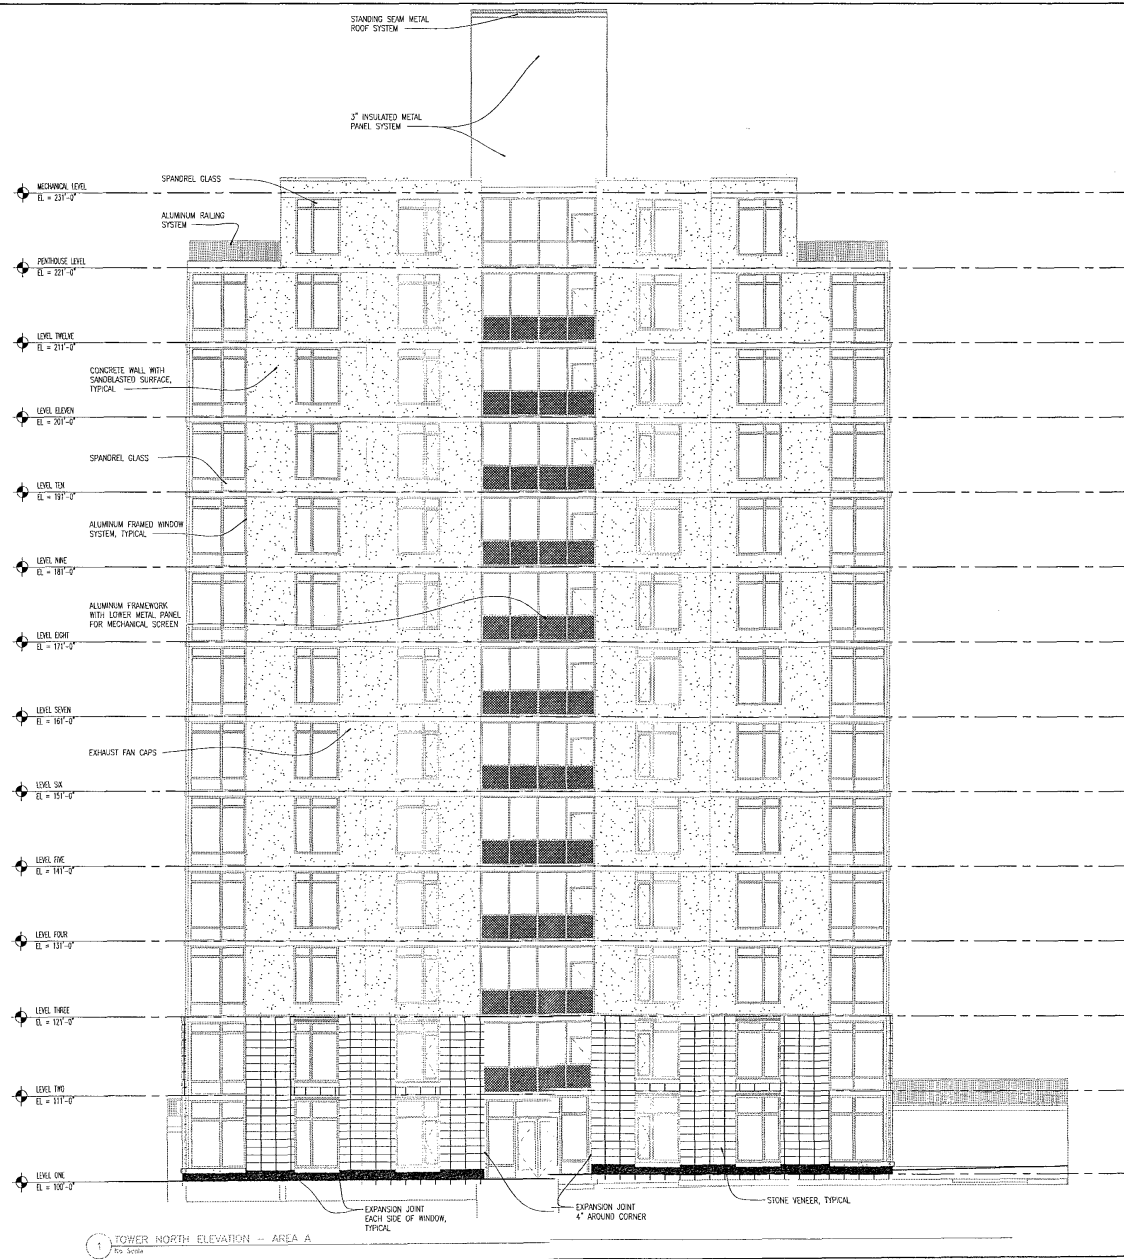 STANDING SEAM METAL
ROOF SYSTEM
3" INSULATED METAL
PANEL SYSTEM
SPANDREL GLASS
MECHANICAL LEVEL
EL = 231'-0"
ALUMINUM RAILING
SYSTEM
PENTHOUSE LEVEL
EL = 221'-0"
LEVEL TWELVE
EL = 211'-0"
CONCRETE WALL WITH
SANDBLASTED SURFACE,
TYPICAL
LEVEL ELEVEN
EL = 201'-0"
SPANDREL GLASS
LEVEL TEN
EL = 191'-0"
ALUMINUM FRAMED WINDOW
SYSTEM, TYPICAL
LEVEL NINE
EL = 181'-0"
ALUMINUM FRAMEWORK
WITH LOWER METAL PANEL
FOR MECHANICAL SCREEN
LEVEL EIGHT
EL = 171'-0"
LEVEL SEVEN
EL = 161'-0"
EXHAUST FAN CAPS
LEVEL SIX
EL = 151'-0"
LEVEL FIVE
EL = 141'-0"
LEVEL FOUR
EL = 131'-0"
LEVEL THREE
EL = 121'-0"
LEVEL TWO
EL = 111'-0"
LEVEL ONE
EL = 100'-0"
EXPANSION JOINT
EACH SIDE OF WINDOW,
TYPICAL
EXPANSION JOINT
4" AROUND CORNER
STONE VENEER, TYPICAL
1 TOWER NORTH ELEVATION - AREA A
No Scale